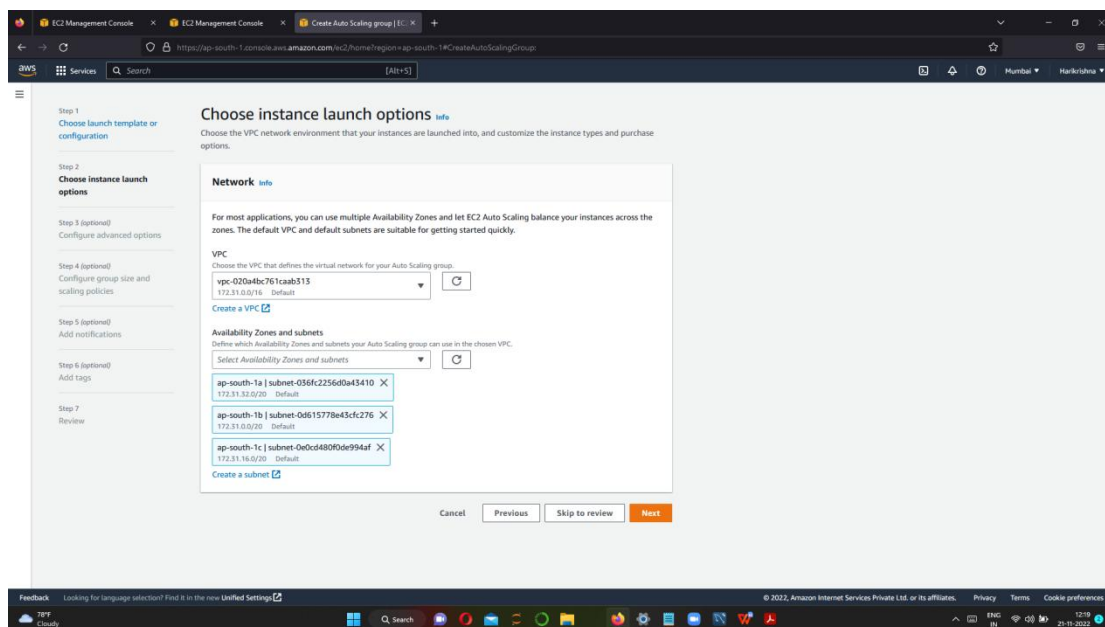 EC2 Management Console
EC2 Management Console
Create Auto Scaling group | EC
https://ap-south-1.console.aws.amazon.com/ec2/home?region=ap-south-1#CreateAutoScalingGroup:
aws Services Search [Alt+S] Mumbai Harikrishna
Step 1
Choose launch template or
configuration
Step 2
Choose instance launch
options
Step 3 (optional)
Configure advanced options
Step 4 (optional)
Configure group size and
scaling policies
Step 5 (optional)
Add notifications
Step 6 (optional)
Add tags
Step 7
Review
Choose instance launch options Info
Choose the VPC network environment that your instances are launched into, and customize the instance types and purchase
options.
Network Info
For most applications, you can use multiple Availability Zones and let EC2 Auto Scaling balance your instances across the
zones. The default VPC and default subnets are suitable for getting started quickly.
VPC
Choose the VPC that defines the virtual network for your Auto Scaling group.
vpc-020a4bc761caab313
172.31.0.0/16 Default
Create a VPC
Availability Zones and subnets
Define which Availability Zones and subnets your Auto Scaling group can use in the chosen VPC.
Select Availability Zones and subnets
ap-south-1a | subnet-036fc2256d0a43410
172.31.32.0/20 Default
ap-south-1b | subnet-0d615778e43cfc276
172.31.0.0/20 Default
ap-south-1c | subnet-0e0cd480f0de994af
172.31.16.0/20 Default
Create a subnet
Cancel Previous Skip to review Next
Feedback Looking for language selection? Find it in the new Unified Settings © 2022, Amazon Internet Services Private Ltd. or its affiliates. Privacy Terms Cookie preferences
78°F
Cloudy
Search
ENG
IN
12:19
21-11-2022